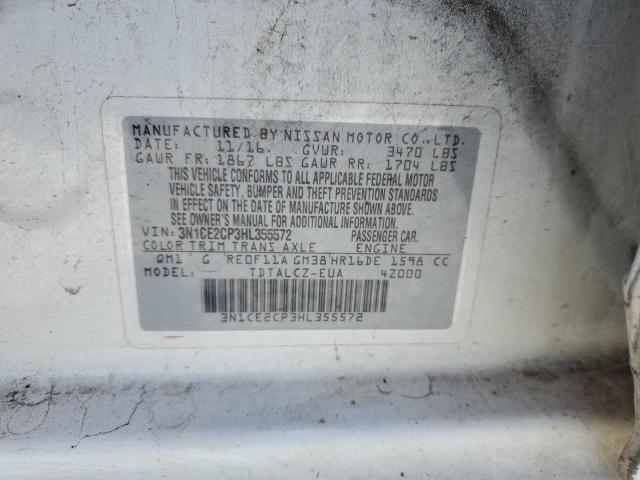 MANUFACTURED BY NISSAN MOTOR CO.,LTD.
DATE: 11/16. GVWR: 3470 LBS
GAWR FR: 1867 LBS GAWR RR: 1704 LBS
THIS VEHICLE CONFORMS TO ALL APPLICABLE FEDERAL MOTOR
VEHICLE SAFETY, BUMPER AND THEFT PREVENTION STANDARDS
IN EFFECT ON THE DATE OF MANUFACTURE SHOWN ABOVE.
SEE OWNER'S MANUAL FOR ADDITIONAL INFORMATION.
VIN: 3N1CE2CP3HL355572 PASSENGER CAR.
COLOR TRIM TRANS AXLE ENGINE
QM1 G RE0F11A GM38 HR16DE 1598 CC
MODEL: TDTALCZ-EUA 4Z000
3N1CE2CP3HL355572